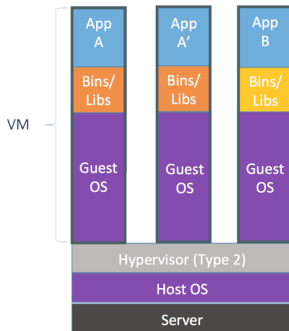 App
A
App
A’
App
B
Bins/
Libs
Bins/
Libs
Bins/
Libs
VM
Guest
OS
Guest
OS
Guest
OS
Hypervisor (Type 2)
Host OS
Server